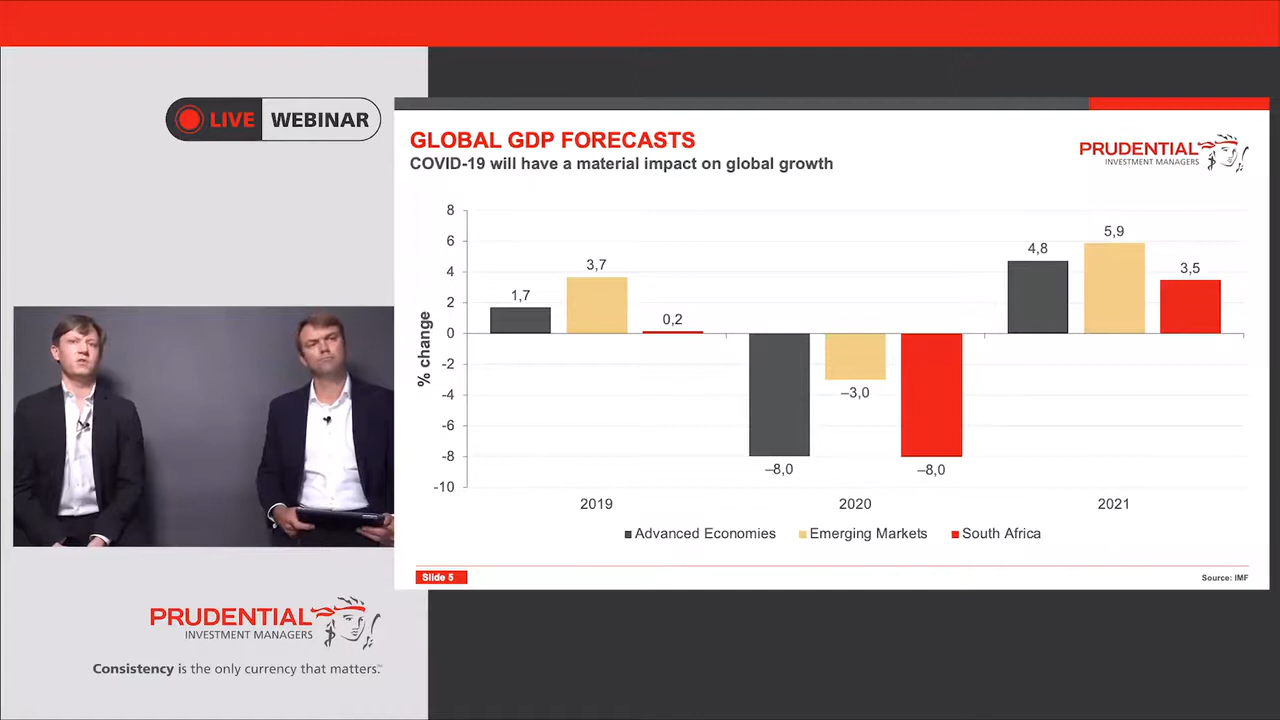 LIVE WEBINAR
GLOBAL GDP FORECASTS
COVID-19 will have a material impact on global growth
PRUDENTIAL
INVESTMENT MANAGERS
% change
8
6
4
2
0
-2
-4
-6
-8
-10
1,7
3,7
0,2
–8,0
–3,0
–8,0
4,8
5,9
3,5
2019
2020
2021
Advanced Economies
Emerging Markets
South Africa
Slide 5
Source: IMF
PRUDENTIAL
INVESTMENT MANAGERS
Consistency is the only currency that matters.™